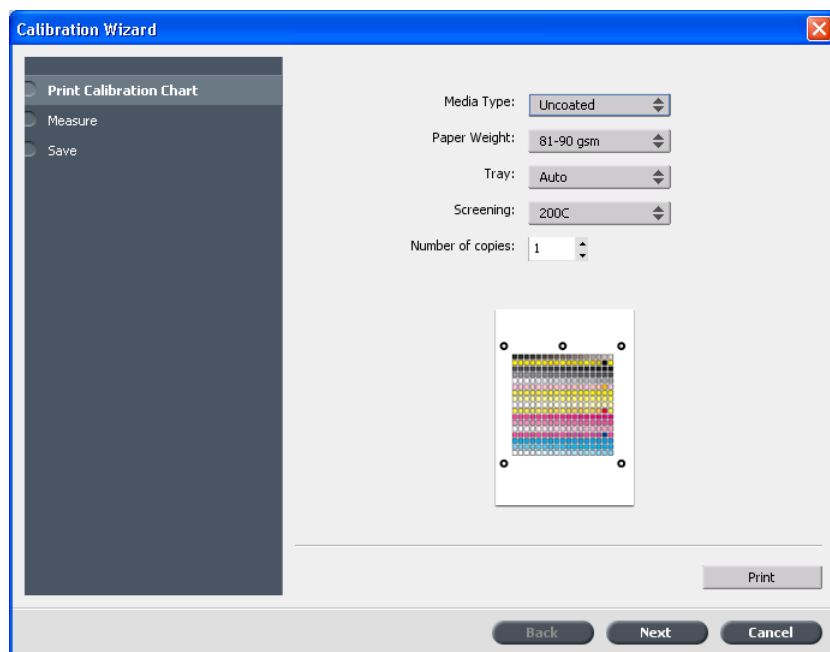 Calibration Wizard
Print Calibration Chart
Measure
Save
Media Type: Uncoated
Paper Weight: 81-90 gsm
Tray: Auto
Screening: 200C
Number of copies: 1
Print
Back Next Cancel